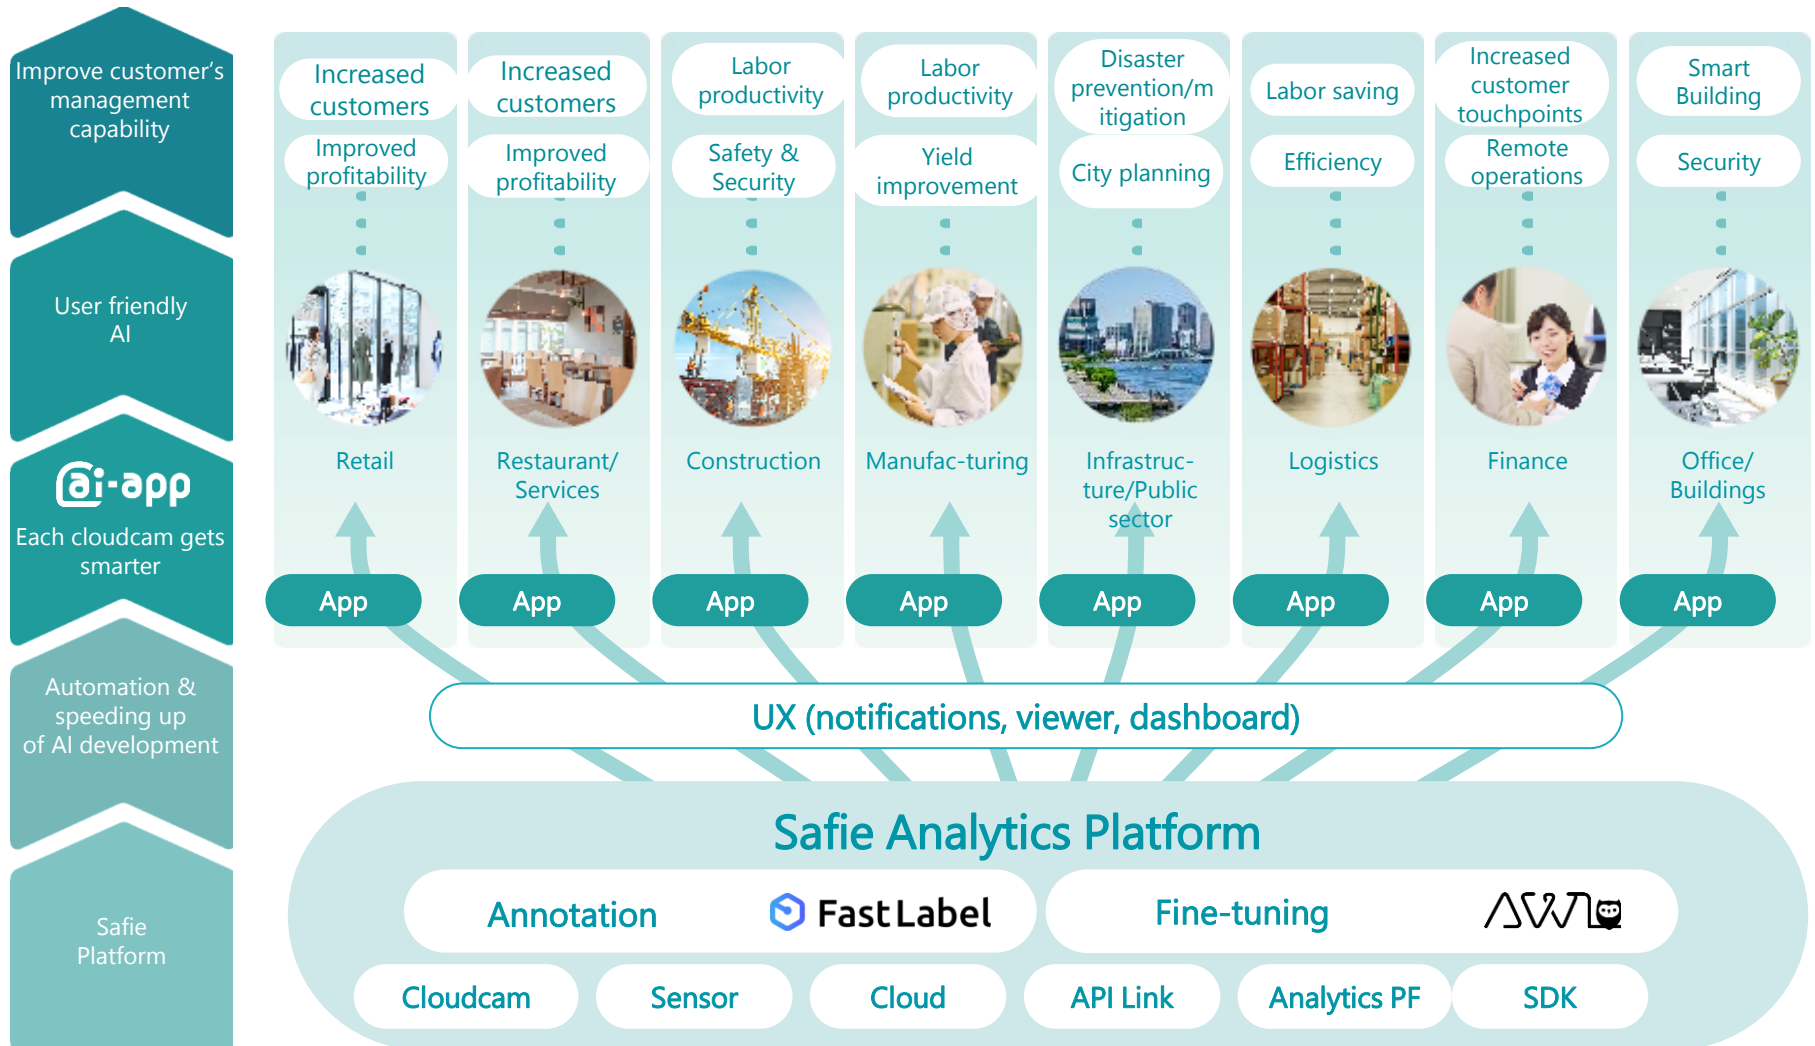 Improve customer's
management
capability
User friendly
AI
ai-app
Each cloudcam gets
smarter
Automation &
speeding up
of AI development
Safie
Platform
Increased
customers
Improved
profitability
Retail
App
Increased
customers
Improved
profitability
Restaurant/
Services
App
Labor
productivity
Safety &
Security
Construction
App
Labor
productivity
Yield
improvement
Manufac-turing
App
Disaster
prevention/m
itigation
City planning
Infrastruc-
ture/Public
sector
App
Labor saving
Efficiency
Logistics
App
Increased
customer
touchpoints
Remote
operations
Finance
App
Smart
Building
Security
Office/
Buildings
App
UX (notifications, viewer, dashboard)
Safie Analytics Platform
Annotation
FastLabel
Fine-tuning
AWL
Cloudcam
Sensor
Cloud
API Link
Analytics PF
SDK